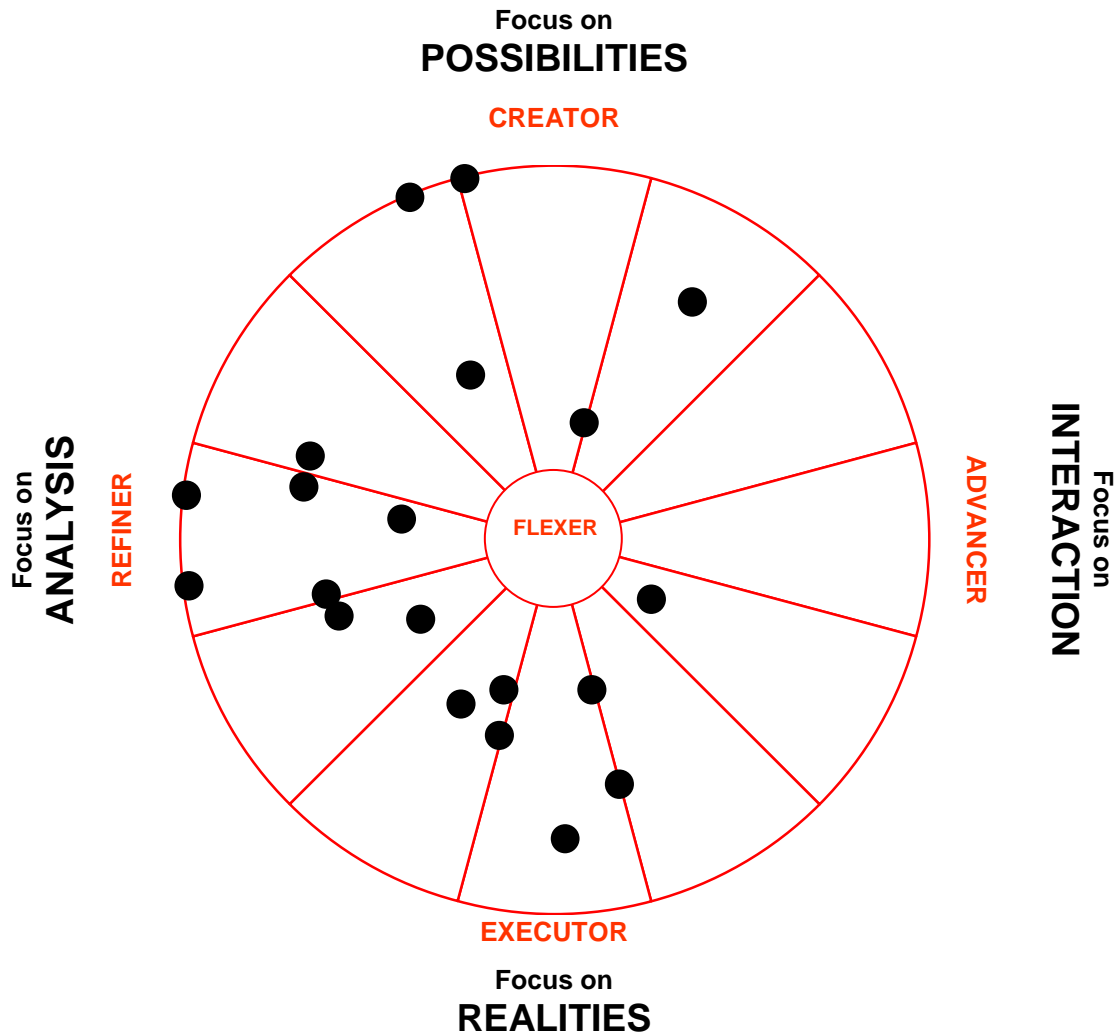 Focus on
POSSIBILITIES
CREATOR
Focus on
ANALYSIS
REFINER
FLEXER
ADVANCER
INTERACTION
Focus on
EXECUTOR
Focus on
REALITIES